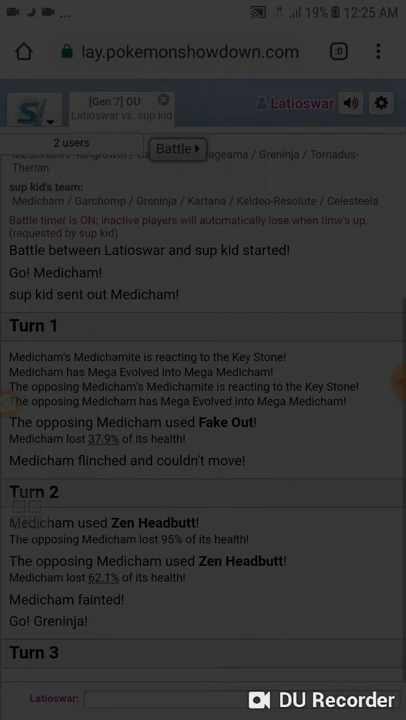 ... H 19% 12:25 AM
lay.pokemonshowdown.com :D
[Gen 7] OU
Latioswar vs. sup kid
Latioswar
2 users
Battle
Therian
sup kid's team:
Medicham / Garchomp / Greninja / Kartana / Keldeo-Resolute / Celesteela
Battle timer is ON: inactive players will automatically lose when time's up.
(requested by sup kid)
Battle between Latioswar and sup kid started!
Go! Medicham!
sup kid sent out Medicham!
Turn 1
Medicham's Medichamite is reacting to the Key Stone!
Medicham has Mega Evolved into Mega Medicham!
The opposing Medicham's Medichamite is reacting to the Key Stone!
The opposing Medicham has Mega Evolved into Mega Medicham!
The opposing Medicham used Fake Out!
Medicham lost 37.9% of its health!
Medicham flinched and couldn't move!
Turn 2
Medicham used Zen Headbutt!
The opposing Medicham lost 95% of its health!
The opposing Medicham used Zen Headbutt!
Medicham lost 62.1% of its health!
Medicham fainted!
Go! Greninja!
Turn 3
Latioswar:
DU Recorder